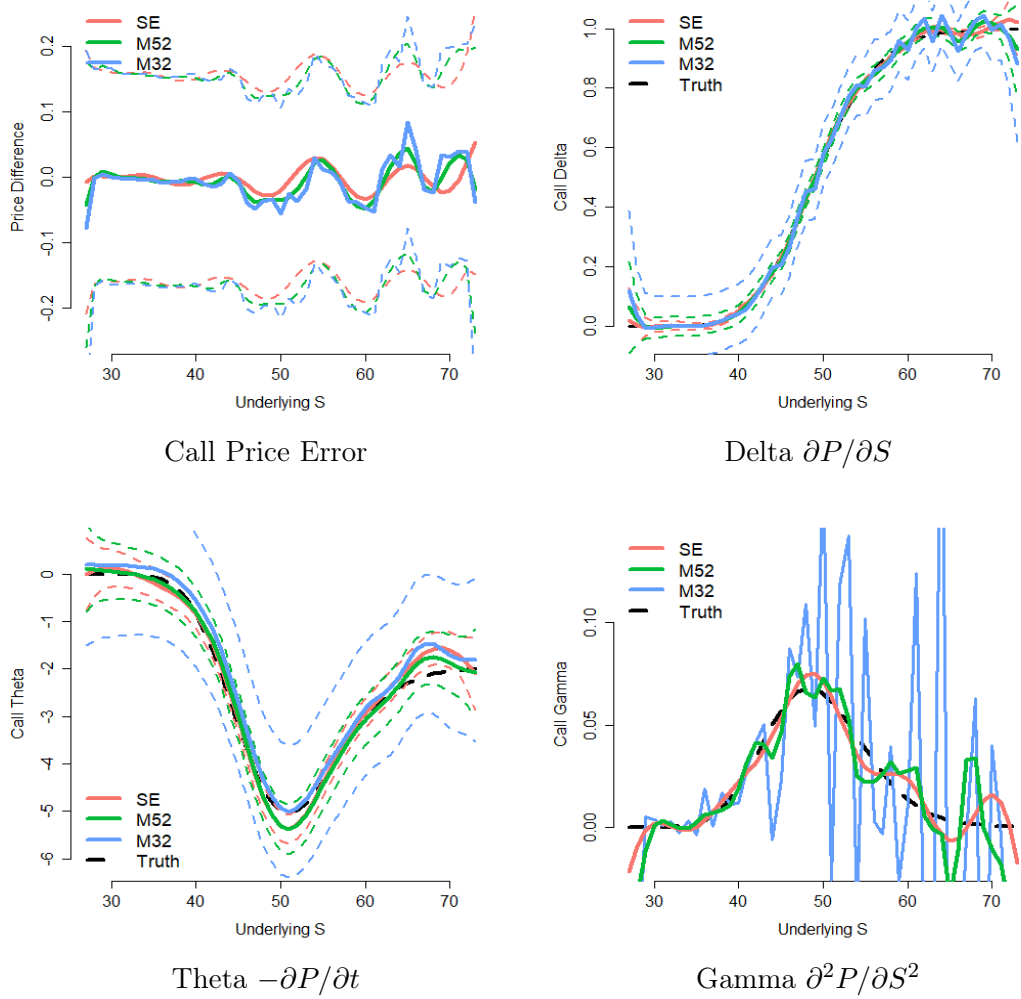 SE
M52
M32
0.2
0.1
0.0
-0.1
-0.2
Price Difference
30 40 50 60 70
Underlying S
Call Price Error
SE
M52
M32
Truth
1.0
0.8
0.6
0.4
0.2
0.0
Call Delta
30 40 50 60 70
Underlying S
Delta ∂P/∂S
0
-1
-2
-3
-4
-5
-6
Call Theta
SE
M52
M32
Truth
30 40 50 60 70
Underlying S
Theta −∂P/∂t
SE
M52
M32
Truth
0.10
0.05
0.00
Call Gamma
30 40 50 60 70
Underlying S
Gamma ∂²P/∂S²